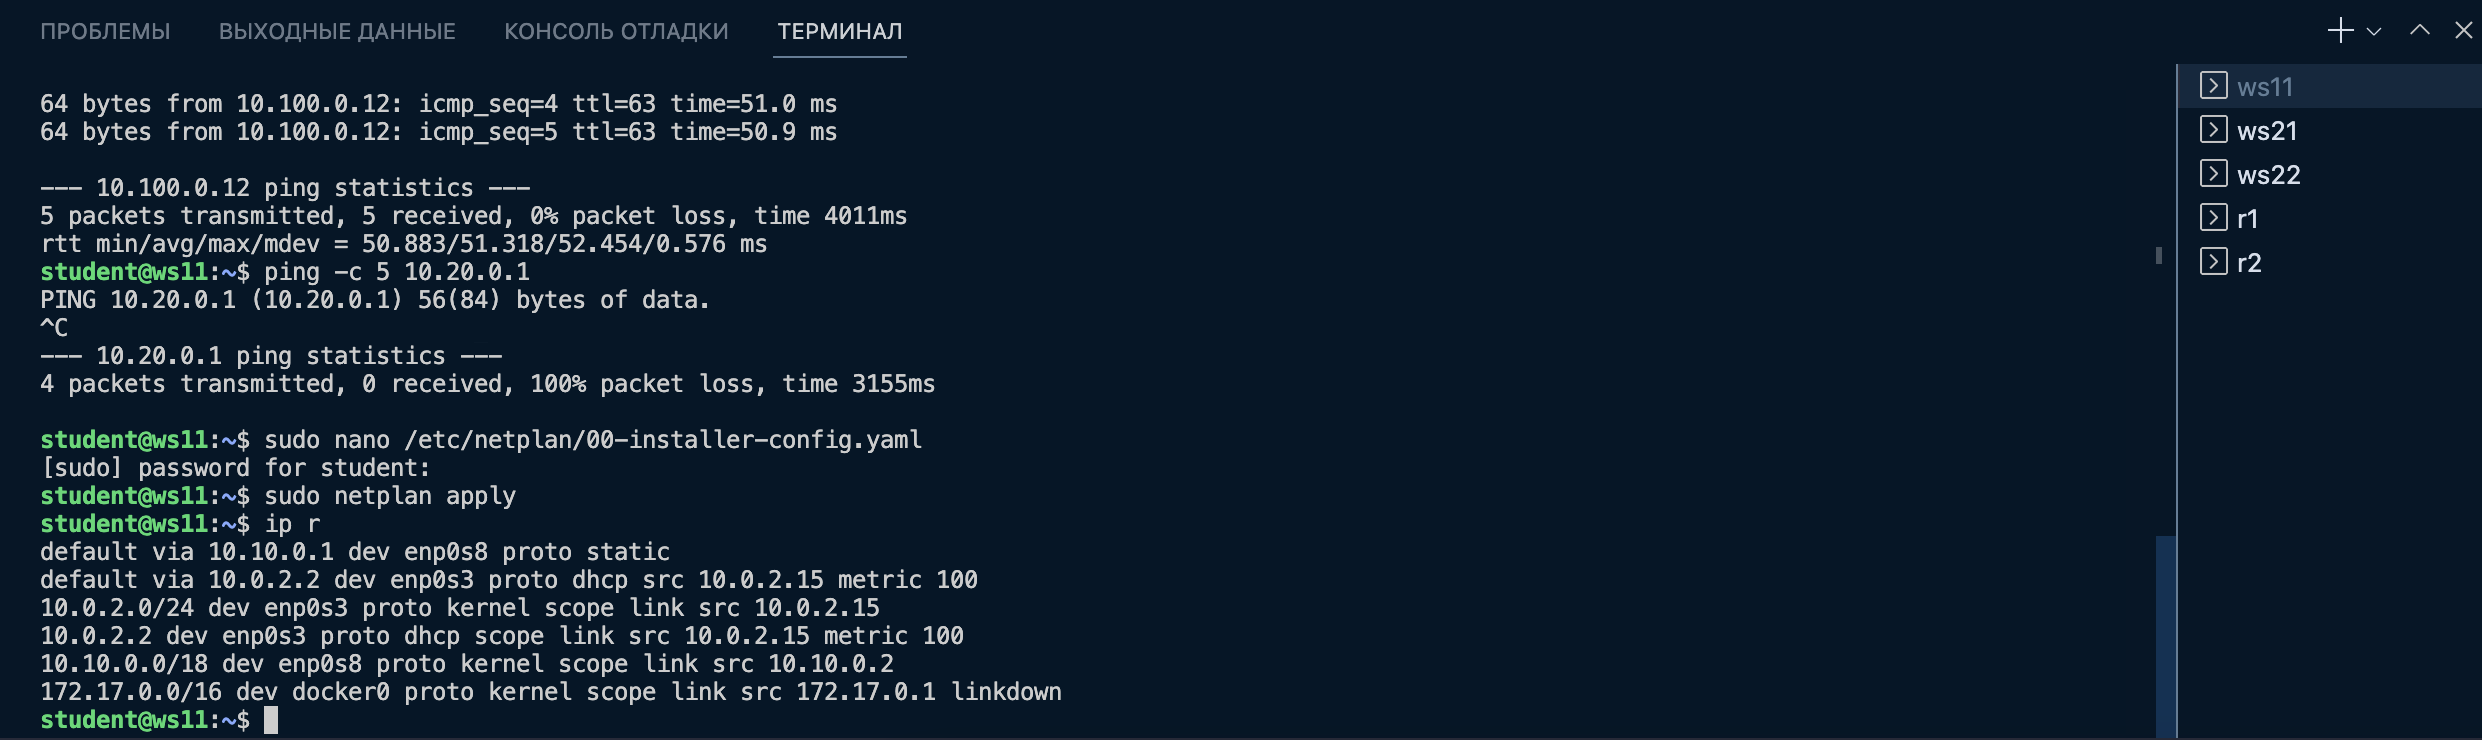 ПРОБЛЕМЫ ВЫХОДНЫЕ ДАННЫЕ КОНСОЛЬ ОТЛАДКИ ТЕРМИНАЛ
64 bytes from 10.100.0.12: icmp_seq=4 ttl=63 time=51.0 ms
64 bytes from 10.100.0.12: icmp_seq=5 ttl=63 time=50.9 ms
--- 10.100.0.12 ping statistics ---
5 packets transmitted, 5 received, 0% packet loss, time 4011ms
rtt min/avg/max/mdev = 50.883/51.318/52.454/0.576 ms
student@ws11:~$ ping -c 5 10.20.0.1
PING 10.20.0.1 (10.20.0.1) 56(84) bytes of data.
^C
--- 10.20.0.1 ping statistics ---
4 packets transmitted, 0 received, 100% packet loss, time 3155ms
student@ws11:~$ sudo nano /etc/netplan/00-installer-config.yaml
[sudo] password for student:
student@ws11:~$ sudo netplan apply
student@ws11:~$ ip r
default via 10.10.0.1 dev enp0s8 proto static
default via 10.0.2.2 dev enp0s3 proto dhcp src 10.0.2.15 metric 100
10.0.2.0/24 dev enp0s3 proto kernel scope link src 10.0.2.15
10.0.2.2 dev enp0s3 proto dhcp scope link src 10.0.2.15 metric 100
10.10.0.0/18 dev enp0s8 proto kernel scope link src 10.10.0.2
172.17.0.0/16 dev docker0 proto kernel scope link src 172.17.0.1 linkdown
student@ws11:~$
ws11
ws21
ws22
r1
r2